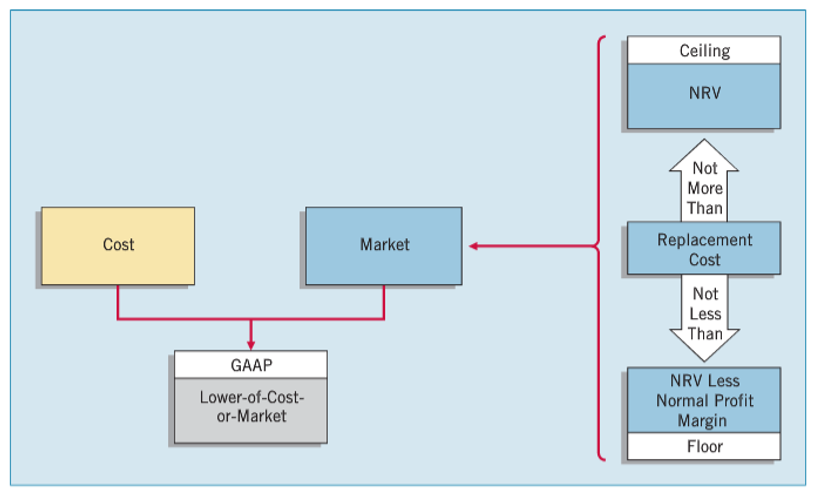 Ceiling
NRV
Not
More
Than
Cost
Market
Replacement
Cost
Not
Less
Than
GAAP
Lower-of-Cost-
or-Market
NRV Less
Normal Profit
Margin
Floor